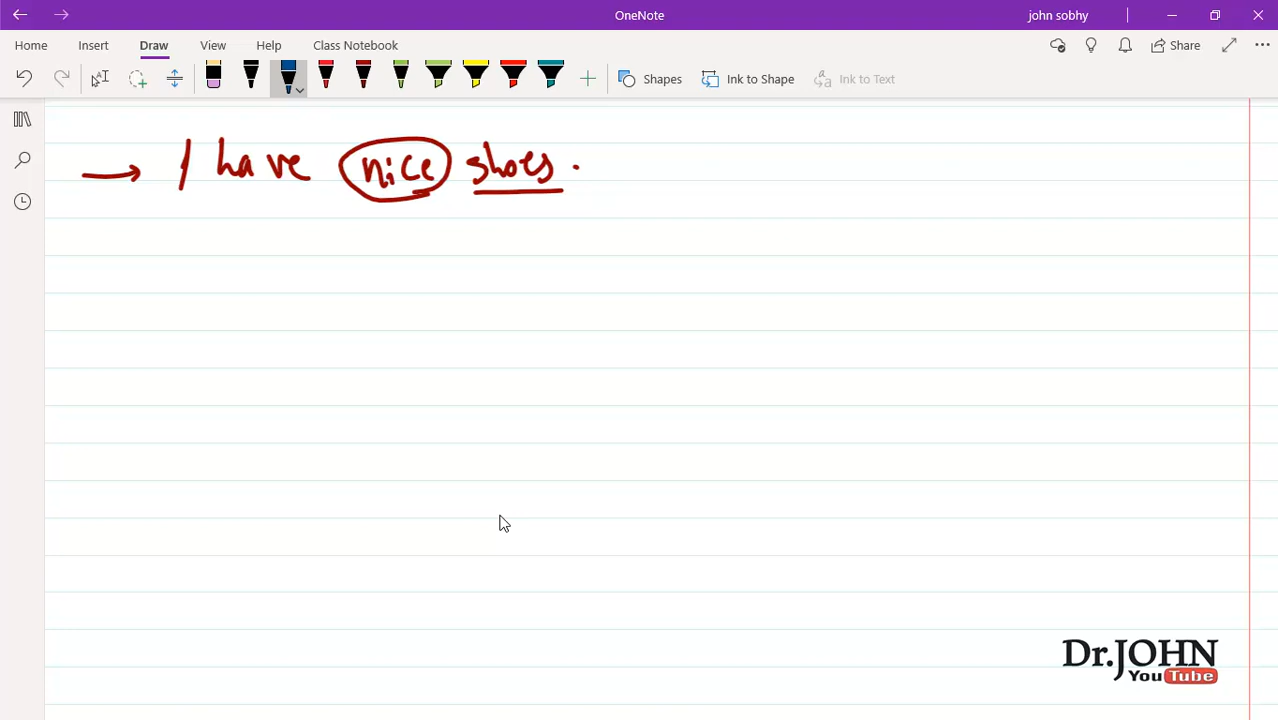 OneNote
john sobhy
Home Insert Draw View Help Class Notebook
Share
Shapes Ink to Shape Ink to Text
I have nice shoes.
Dr.JOHN
YouTube